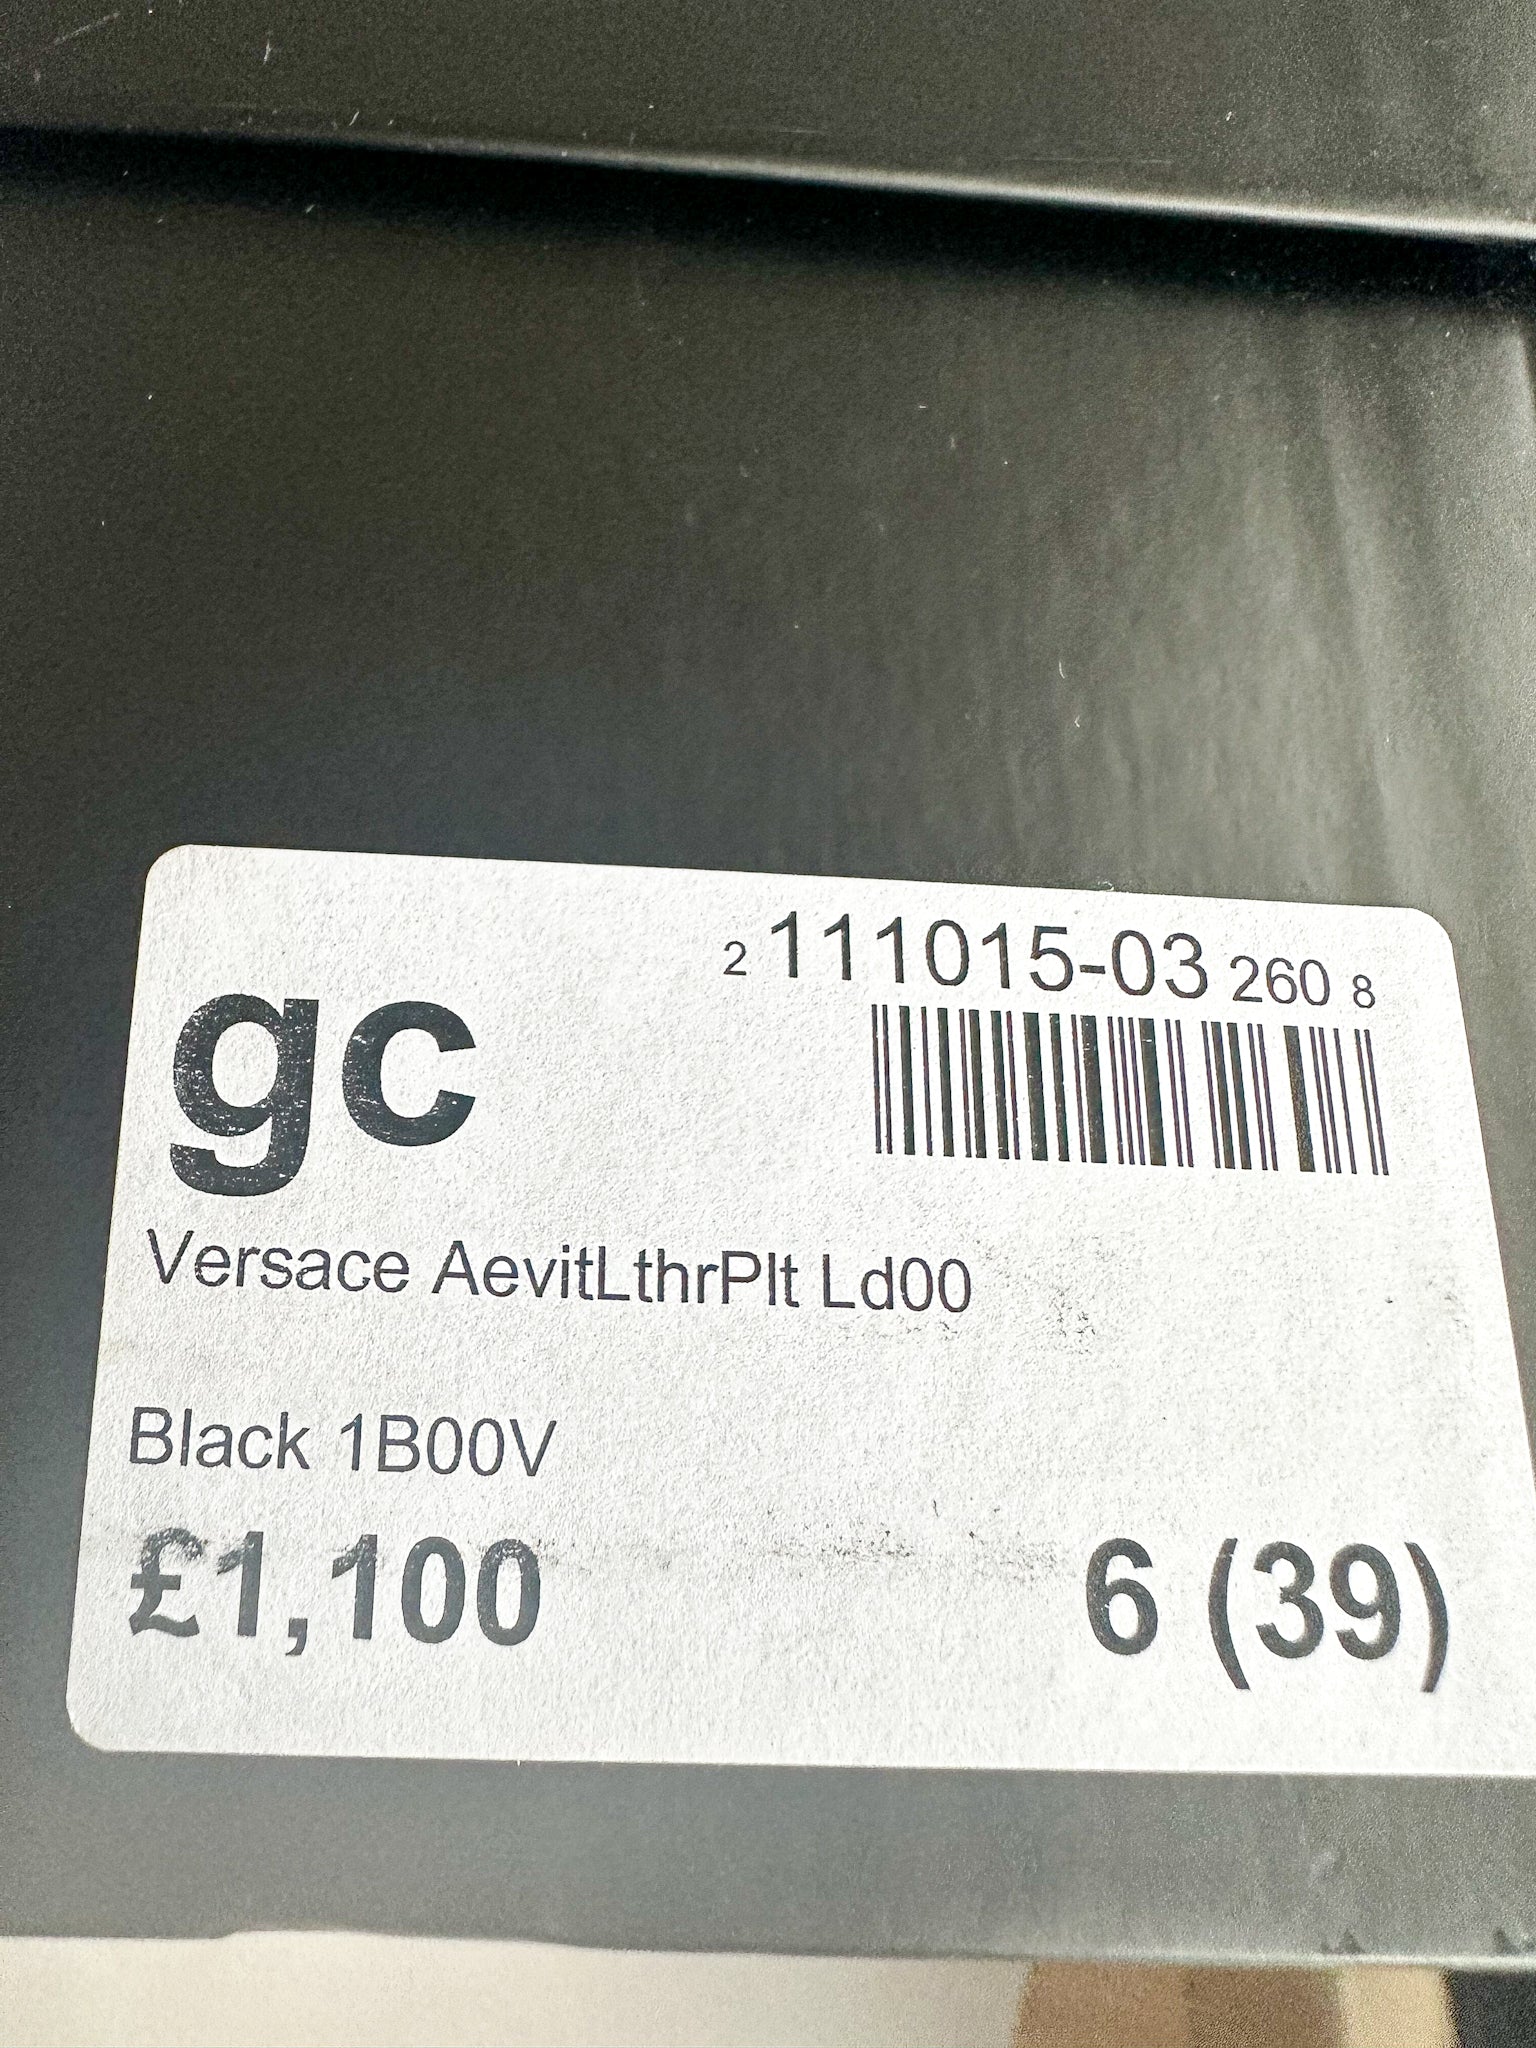 2 111015-03 260 8
gc
Versace AevitLthrPlt Ld00
Black 1B00V
£1,100 6 (39)